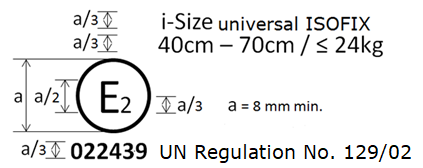 a/3 i-Size universal ISOFIX
a/3 40cm – 70cm / ≤ 24kg
a a/2 E2 a/3 a = 8 mm min.
a/3 022439 UN Regulation No. 129/02